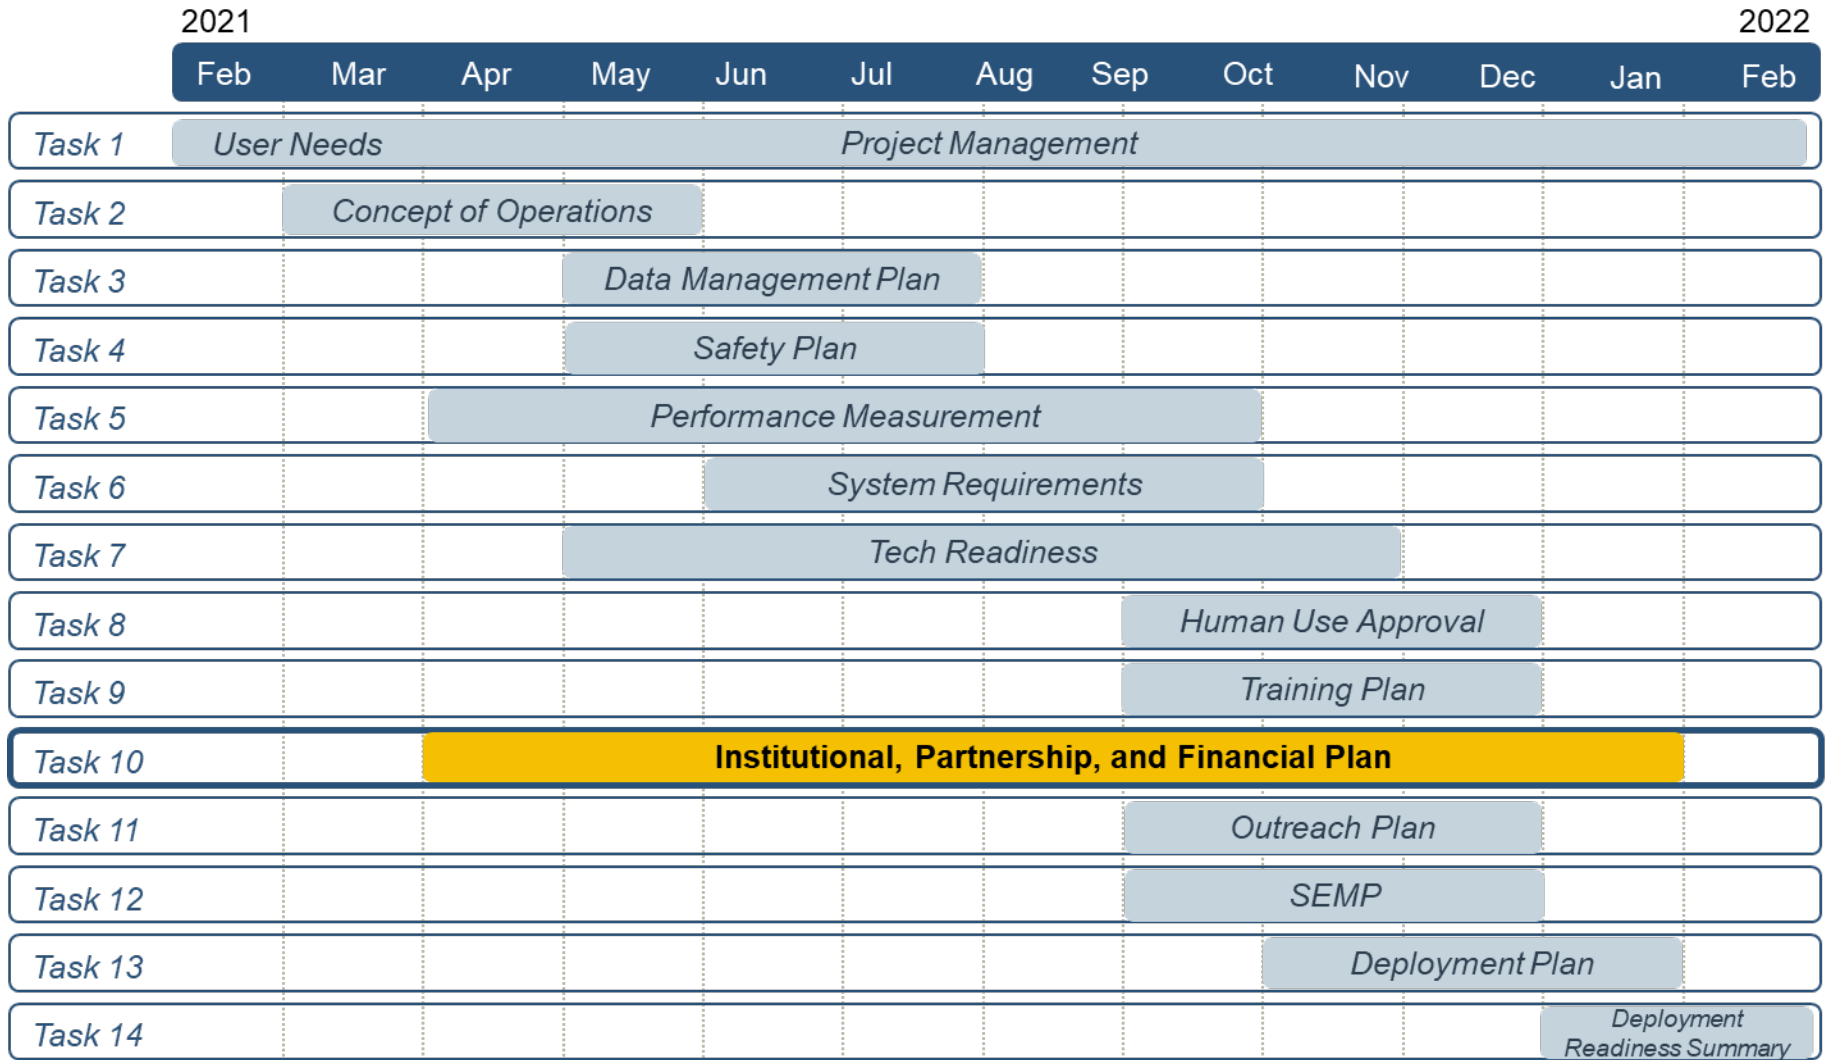 2021 2022
Feb Mar Apr May Jun Jul Aug Sep Oct Nov Dec Jan Feb
Task 1 User Needs Project Management
Task 2 Concept of Operations
Task 3 Data Management Plan
Task 4 Safety Plan
Task 5 Performance Measurement
Task 6 System Requirements
Task 7 Tech Readiness
Task 8 Human Use Approval
Task 9 Training Plan
Task 10 Institutional, Partnership, and Financial Plan
Task 11 Outreach Plan
Task 12 SEMP
Task 13 Deployment Plan
Task 14 Deployment
Readiness Summary